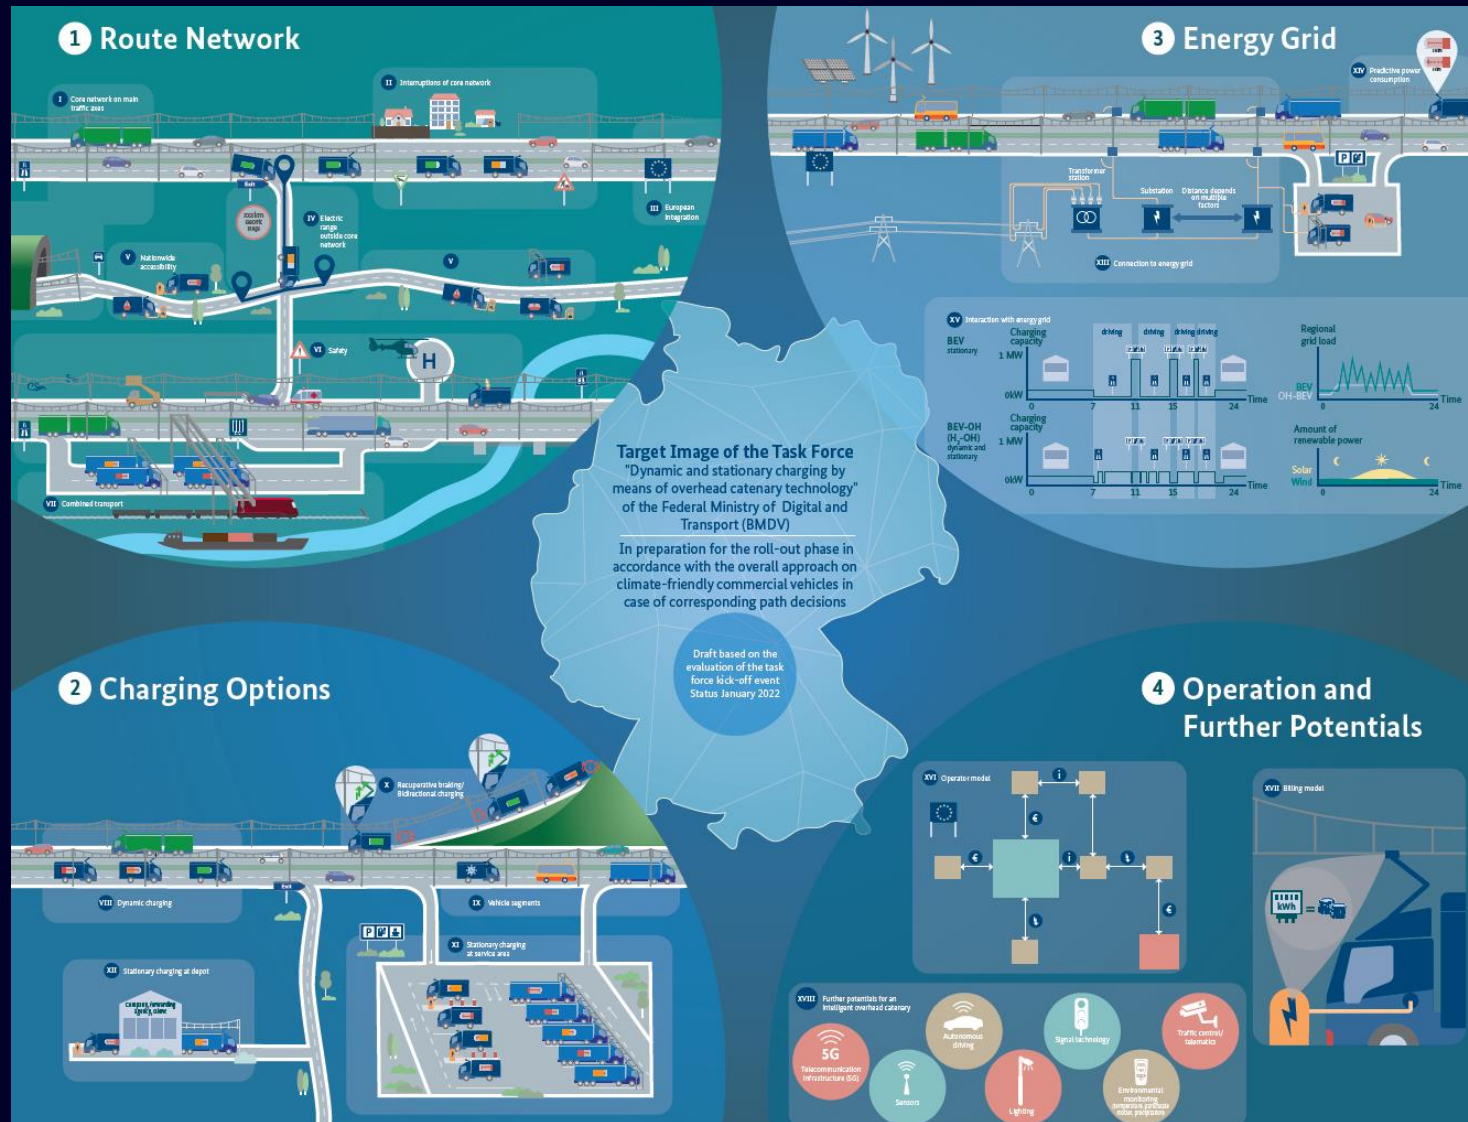 1 Route Network
I Core network on main
traffic axes
II Interruptions of core network
Exit
III European
integration
IV Electric
range
outside core
network
V Nationwide
accessibility
V
VI Safety
H
VII Combined transport
2 Charging Options
X Recuperative braking/
Bidirectional charging
Exit
VIII Dynamic charging
IX Vehicle segments
P
XI Stationary charging
at service area
XII Stationary charging at depot
Company, forwarding
Target Image of the Task Force
"Dynamic and stationary charging by
means of overhead catenary technology"
of the Federal Ministry of Digital and
Transport (BMDV)
In preparation for the roll-out phase in
accordance with the overall approach on
climate-friendly commercial vehicles in
case of corresponding path decisions
Draft based on the
evaluation of the task
force kick-off event
Status January 2022
3 Energy Grid
XIV Predictive power
consumption
P
Transformer
station
Substation
Distance depends
on multiple
factors
XIII Connection to energy grid
XV Interaction with energy grid
BEV
stationary
Charging
capacity
driving driving driving driving
1 MW
0kW
0 7 11 15 24 Time
BEV-OH
(H₂-OH)
dynamic and
stationary
Charging
capacity
1 MW
0kW
0 7 11 15 24 Time
Regional
grid load
BEV
OH-BEV
0 24 Time
Amount of
renewable power
Solar
Wind
0 24 Time
4 Operation and
Further Potentials
XVI Operator model
i
€
€
i
€
XVII Billing model
kWh =
XVIII Further potentials for an
intelligent overhead catenary
5G
Telecommunication
infrastructure (5G)
Sensors
Autonomous
driving
Lighting
Signal technology
Environmental
monitoring
(temperature, particulate
matter, precipitation)
Traffic control/
telematics